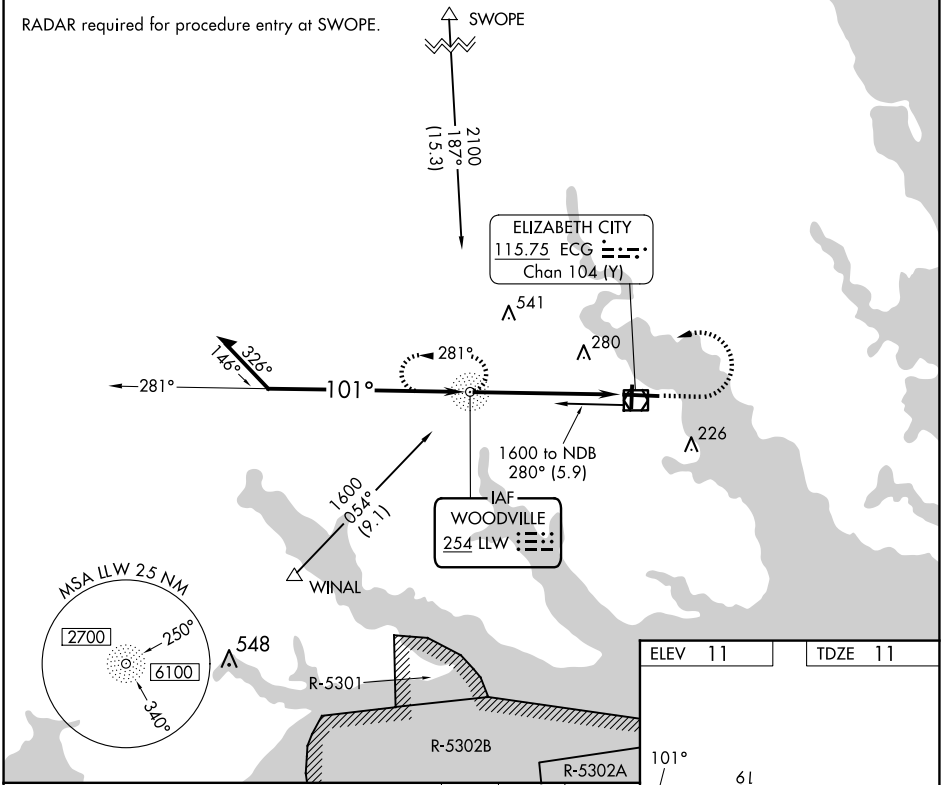 RADAR required for procedure entry at SWOPE.
SWOPE
2100
187°
(15.3)
ELIZABETH CITY
115.75 ECG
Chan 104 (Y)
541
280
281°
326°
146°
281°
101°
226
1600 to NDB
280° (5.9)
1600
054°
(9.1)
IAF
WOODVILLE
254 LLW
WINAL
MSA LLW 25 NM
2700
250°
6100
340°
548
R-5301
R-5302B
R-5302A
ELEV 11
TDZE 11
101°
19